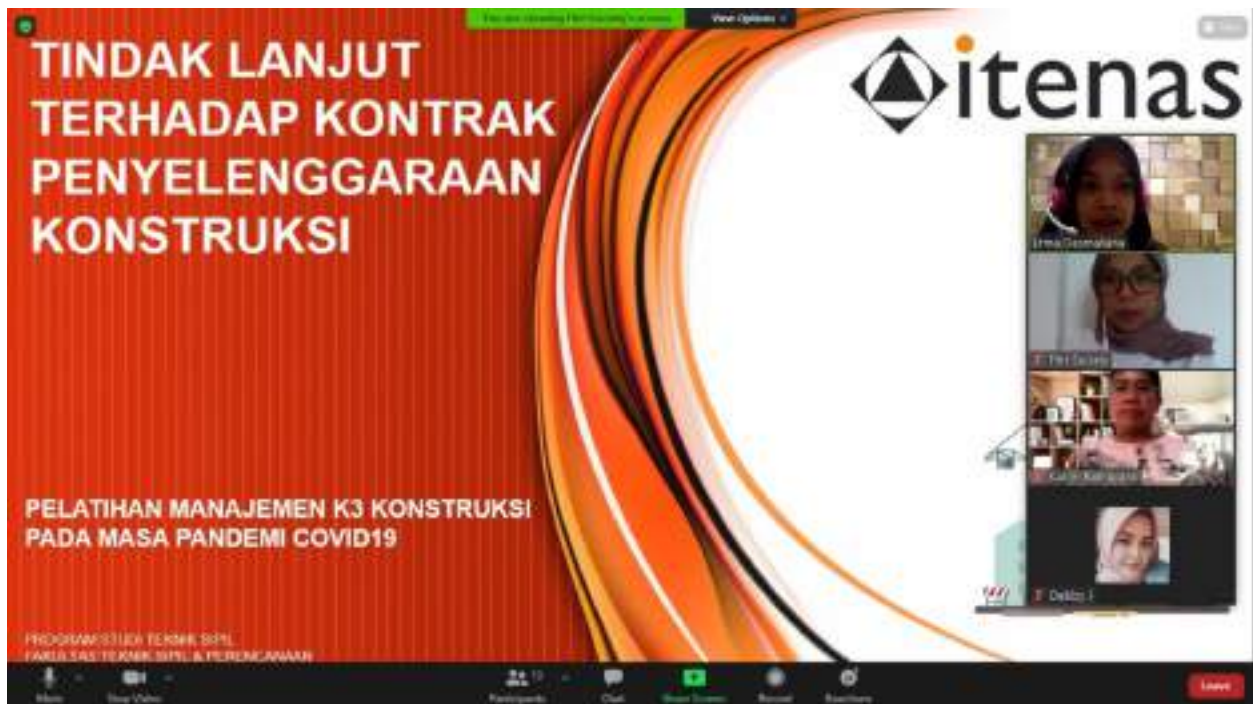 View Options
TINDAK LANJUT
TERHADAP KONTRAK
PENYELENGGARAAN
KONSTRUKSI
itenas
PELATIHAN MANAJEMEN K3 KONSTRUKSI
PADA MASA PANDEMI COVID19
PROGRAM STUDI TEKNIK SIPIL
FAKULTAS TEKNIK SIPIL & PERENCANAAN
Stop Video
Participants
Chat
Share Screen
Record
Reactions
Leave